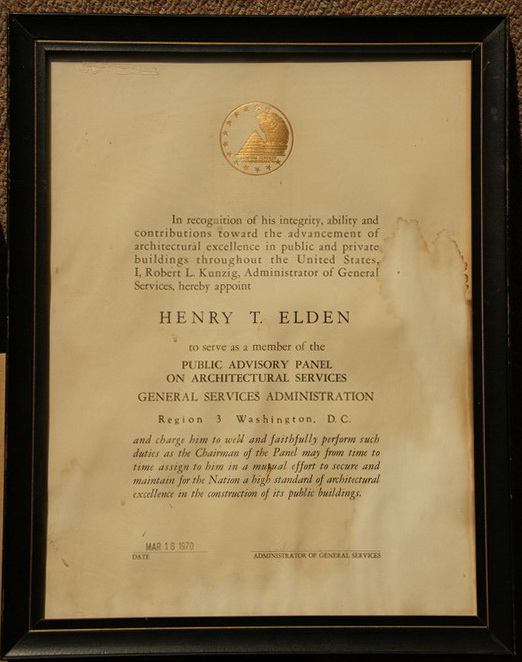 In recognition of his integrity, ability and
contributions toward the advancement of
architectural excellence in public and private
buildings throughout the United States,
I, Robert L. Kunzig, Administrator of General
Services, hereby appoint
HENRY T. ELDEN
to serve as a member of the
PUBLIC ADVISORY PANEL
ON ARCHITECTURAL SERVICES
GENERAL SERVICES ADMINISTRATION
Region 3 Washington, D.C.
and charge him to well and faithfully perform such
duties as the Chairman of the Panel may from time to
time assign to him in a mutual effort to secure and
maintain for the Nation a high standard of architectural
excellence in the construction of its public buildings.
MAR 18 1970
DATE
ADMINISTRATOR OF GENERAL SERVICES